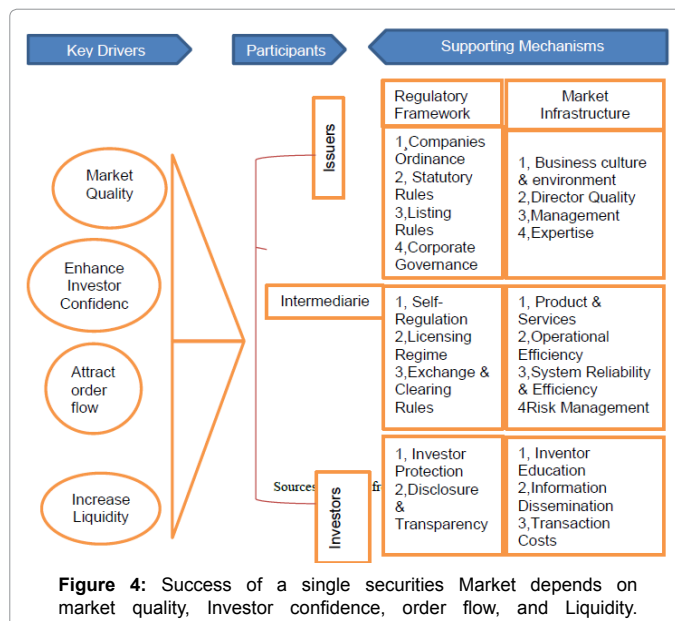 Key Drivers
Participants
Supporting Mechanisms
Regulatory
Framework
Market
Infrastructure
Issuers
1,Companies
Ordinance
2, Statutory
Rules
3,Listing
Rules
4,Corporate
Governance
1, Business culture
& environment
2,Director Quality
3,Management
4,Expertise
Market
Quality
Enhance
Investor
Confidenc
Attract
order
flow
Increase
Liquidity
Intermediarie
1, Self-
Regulation
2,Licensing
Regime
3,Exchange &
Clearing
Rules
1, Product &
Services
2,Operational
Efficiency
3,System Reliability
& Efficiency
4Risk Management
Sources
Investors
1, Investor
Protection
2,Disclosure
&
Transparency
1, Inventor
Education
2,Information
Dissemination
3,Transaction
Costs
Figure 4: Success of a single securities Market depends on
market quality, Investor confidence, order flow, and Liquidity.